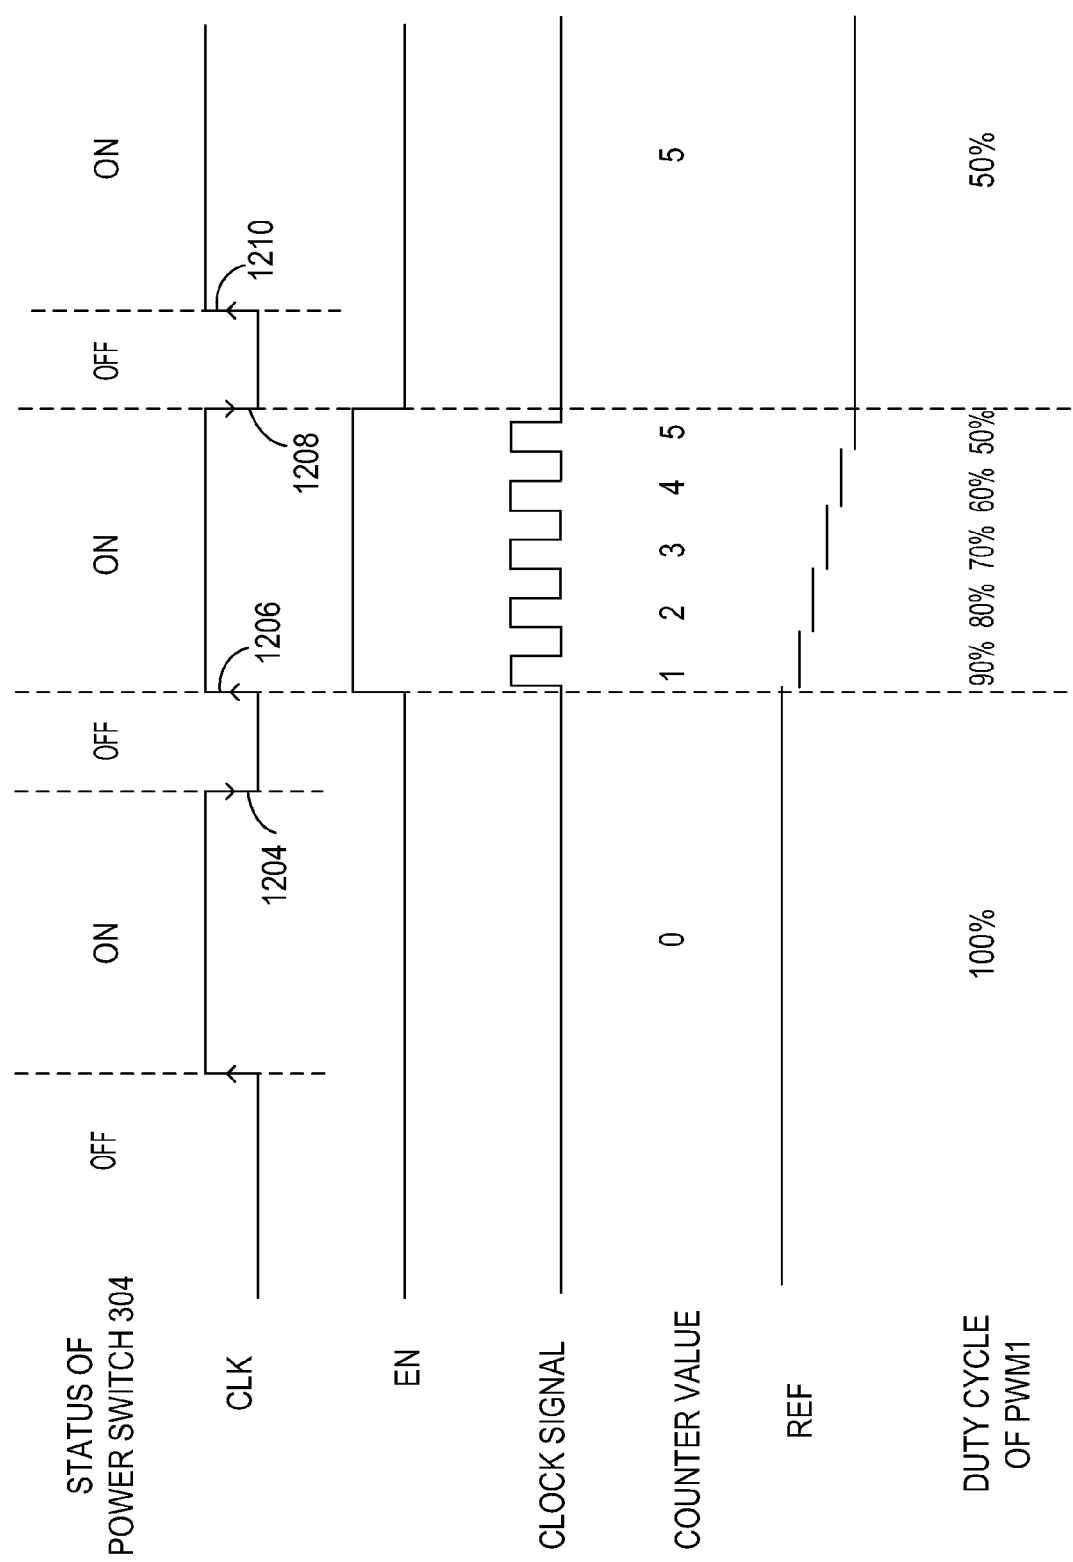 STATUS OF
POWER SWITCH 304
OFF
ON
OFF
ON
OFF
ON
CLK
1204
1206
1208
1210
EN
CLOCK SIGNAL
COUNTER VALUE
0
1
2
3
4
5
5
REF
DUTY CYCLE
OF PWM1
100%
90%
80%
70%
60%
50%
50%